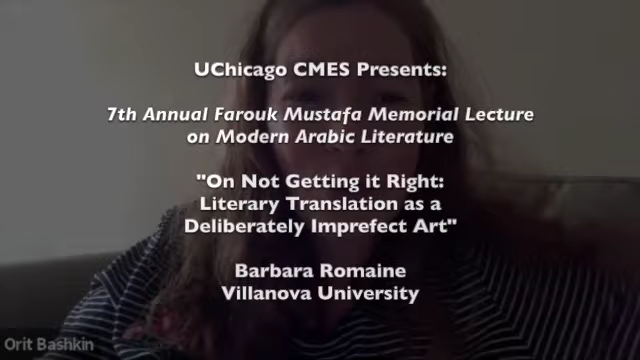 UChicago CMES Presents:
7th Annual Farouk Mustafa Memorial Lecture
on Modern Arabic Literature
"On Not Getting it Right:
Literary Translation as a
Deliberately Imprefect Art"
Barbara Romaine
Villanova University
Orit Bashkin